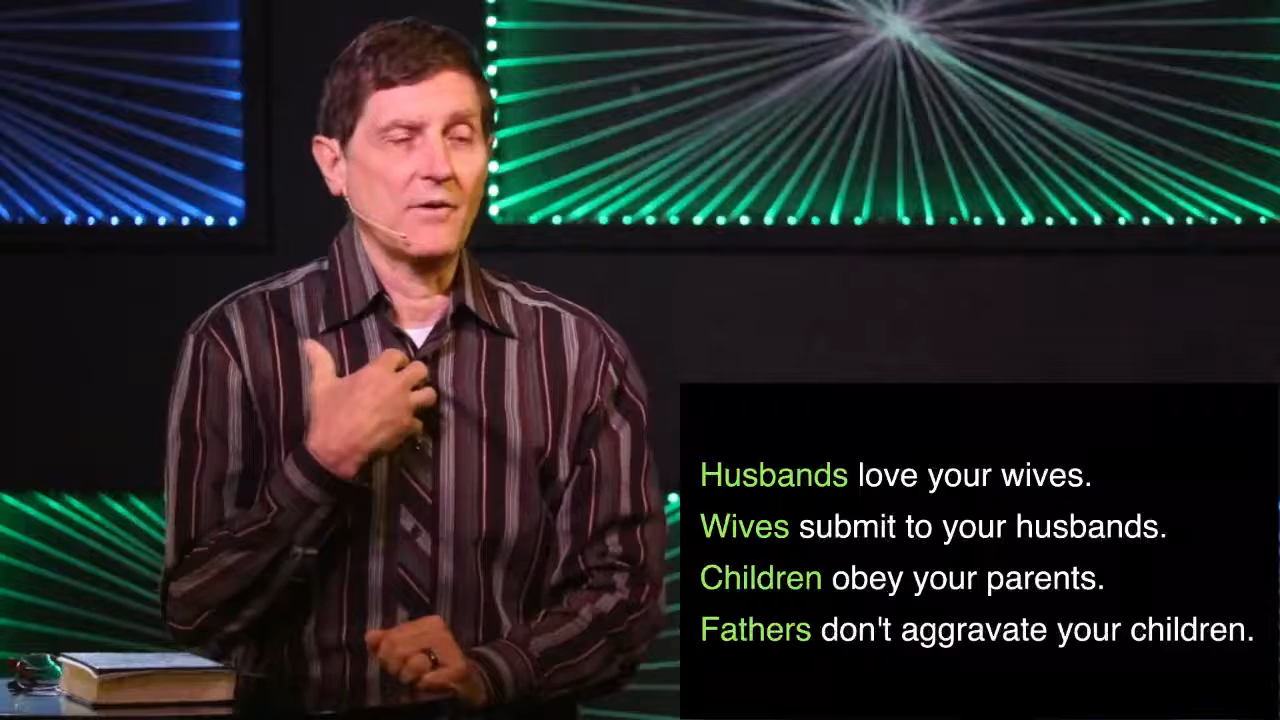 Husbands love your wives.
Wives submit to your husbands.
Children obey your parents.
Fathers don't aggravate your children.